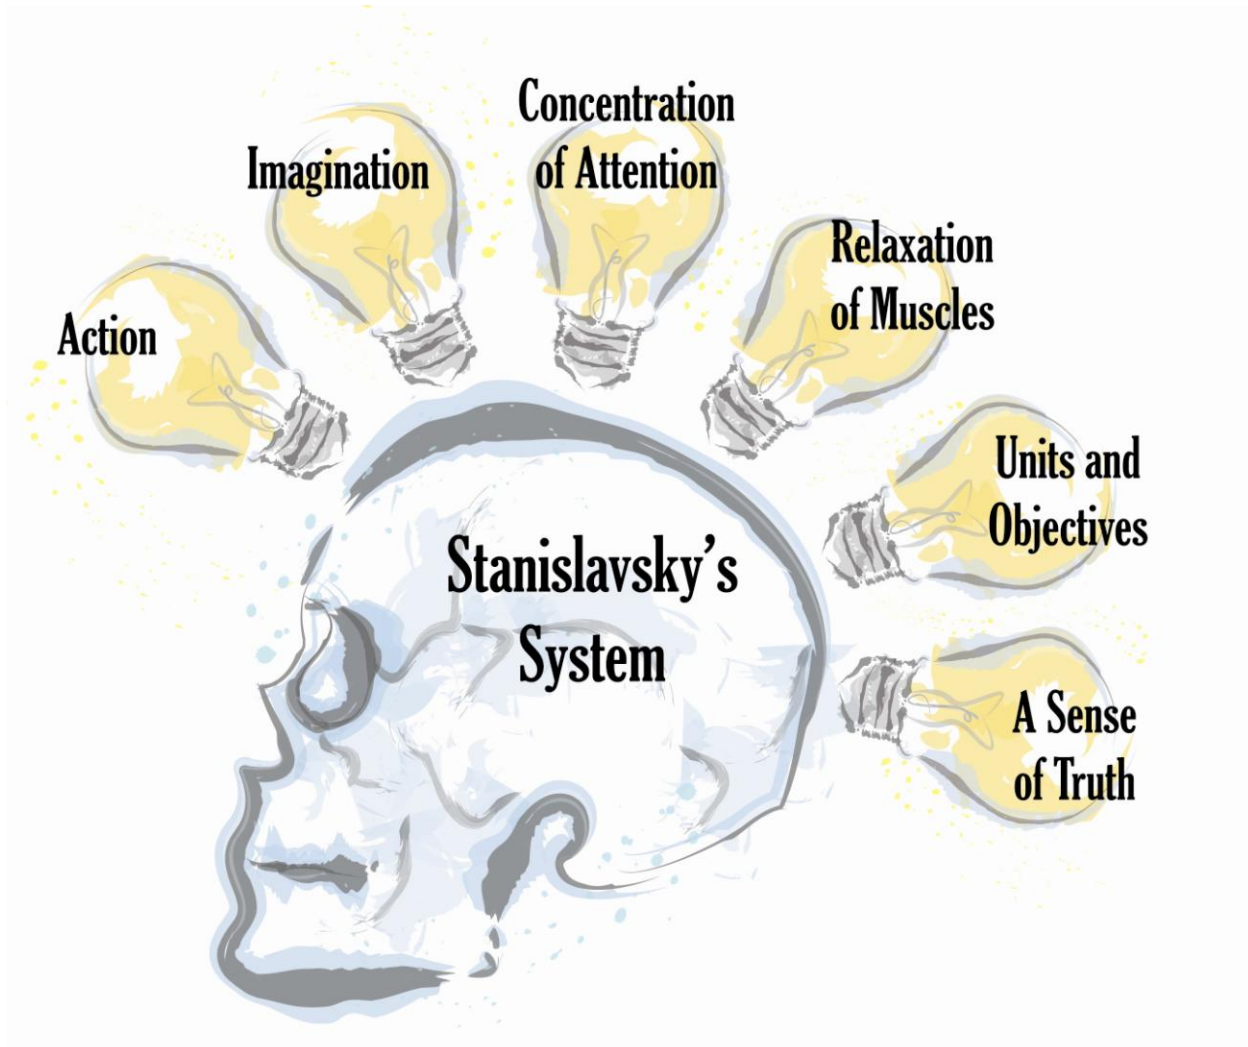 Concentration
of Attention
Imagination
Relaxation
of Muscles
Action
Units and
Objectives
Stanislavsky's
System
A Sense
of Truth